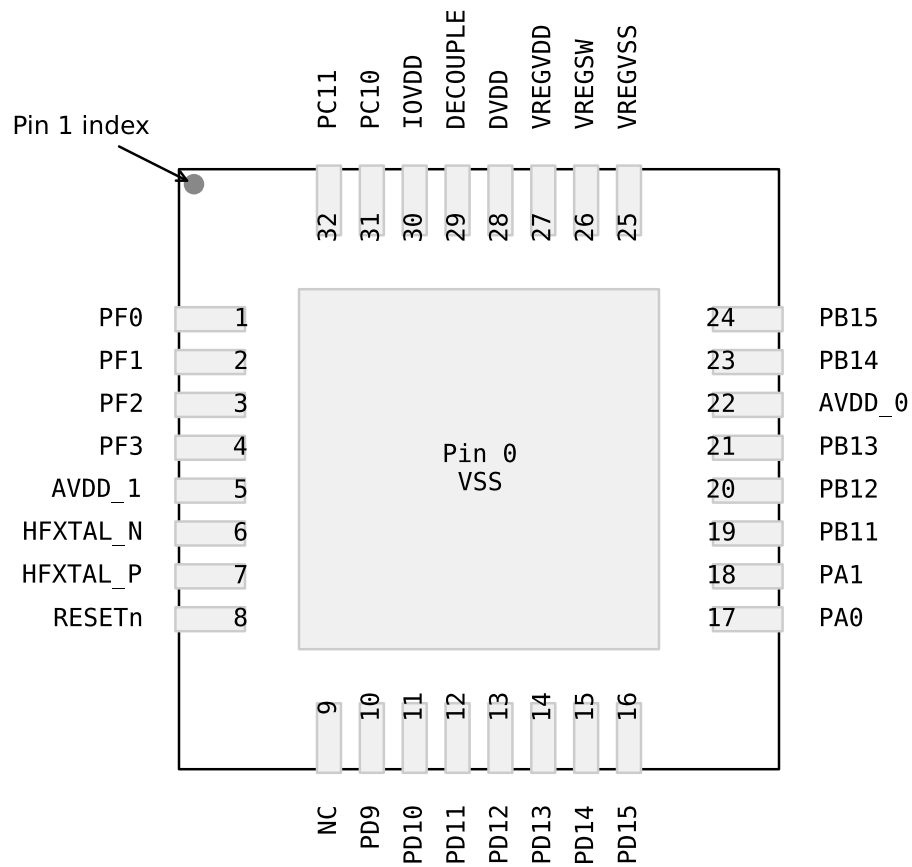 PC11 PC10 IOVDD DECOUPLE DVDD VREGVDD VREGSW VREGVSS
Pin 1 index
32 31 30 29 28 27 26 25
PF0 1 24 PB15
PF1 2 23 PB14
PF2 3 22 AVDD_0
PF3 4 21 PB13
Pin 0
VSS
AVDD_1 5 20 PB12
HFXTAL_N 6 19 PB11
HFXTAL_P 7 18 PA1
RESETn 8 17 PA0
9 10 11 12 13 14 15 16
NC PD9 PD10 PD11 PD12 PD13 PD14 PD15